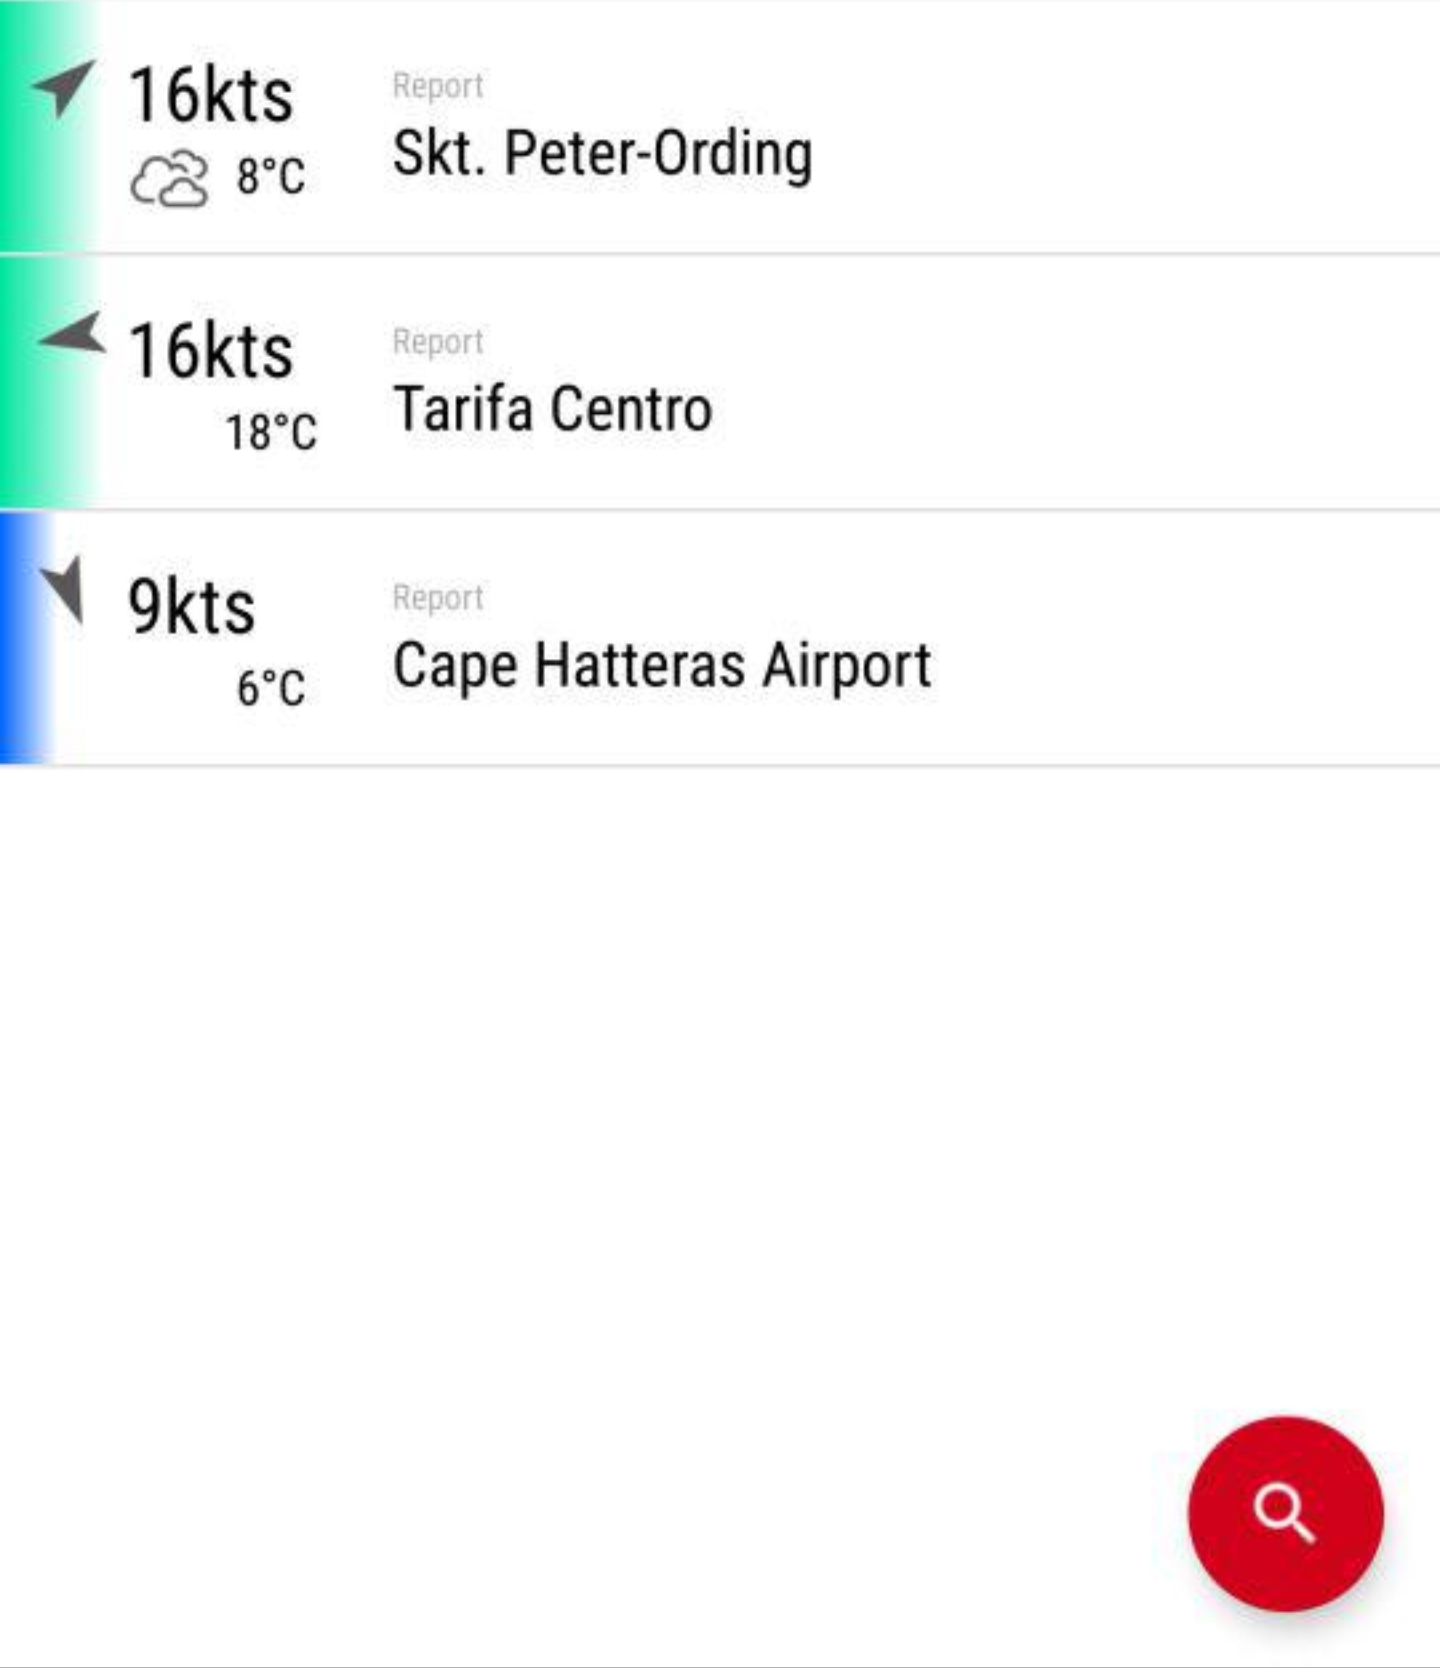 16kts
8°C
Report
Skt. Peter-Ording
16kts
18°C
Report
Tarifa Centro
9kts
6°C
Report
Cape Hatteras Airport